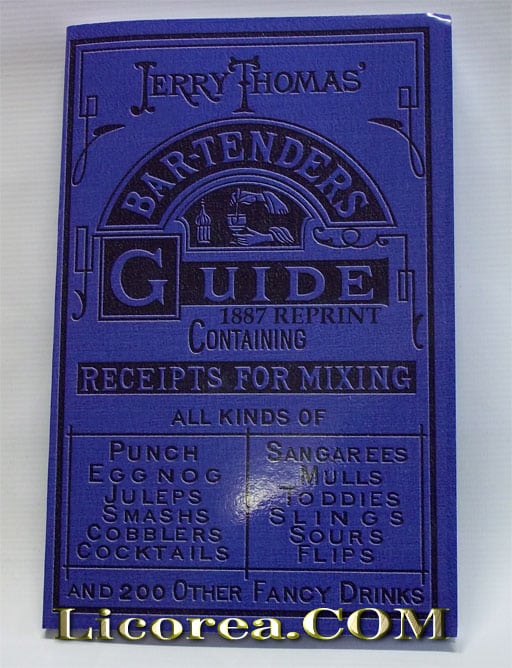 JERRY THOMAS'
BAR-TENDERS
GUIDE
1887 REPRINT
CONTAINING
RECEIPTS FOR MIXING
ALL KINDS OF
PUNCH
EGGNOG
JULEPS
SMASHS
COBBLERS
COCKTAILS
SANGAREES
MULLS
TODDIES
SLINGS
SOURS
FLIPS
AND 200 OTHER FANCY DRINKS
Licorea.COM